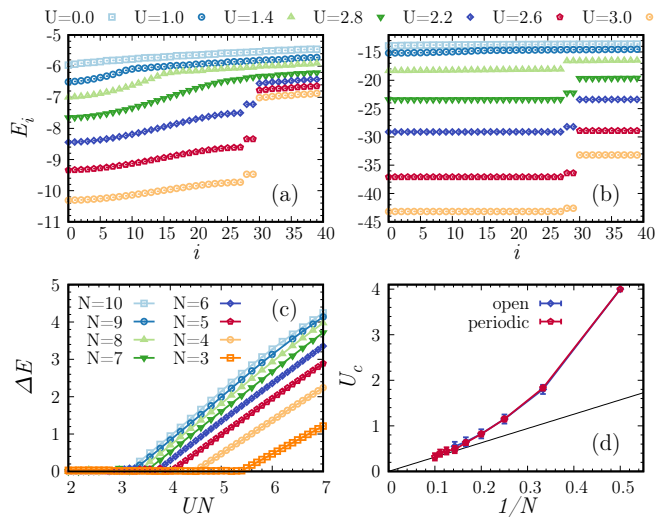 U=0.0 U=1.0 U=1.4 U=2.8 U=2.2 U=2.6 U=3.0
-5
-6
-7
-8
-9
-10
-11
E_i
0 5 10 15 20 25 30 35 40
i
(a)
-15
-20
-25
-30
-35
-40
-45
0 5 10 15 20 25 30 35 40
i
(b)
5
4
3
2
1
0
ΔE
N=10 N=6
N=9 N=5
N=8 N=4
N=7 N=3
(c)
2 3 4 5 6 7
UN
4
2
0
U_c
open
periodic
(d)
0 0.1 0.2 0.3 0.4 0.5
1/N